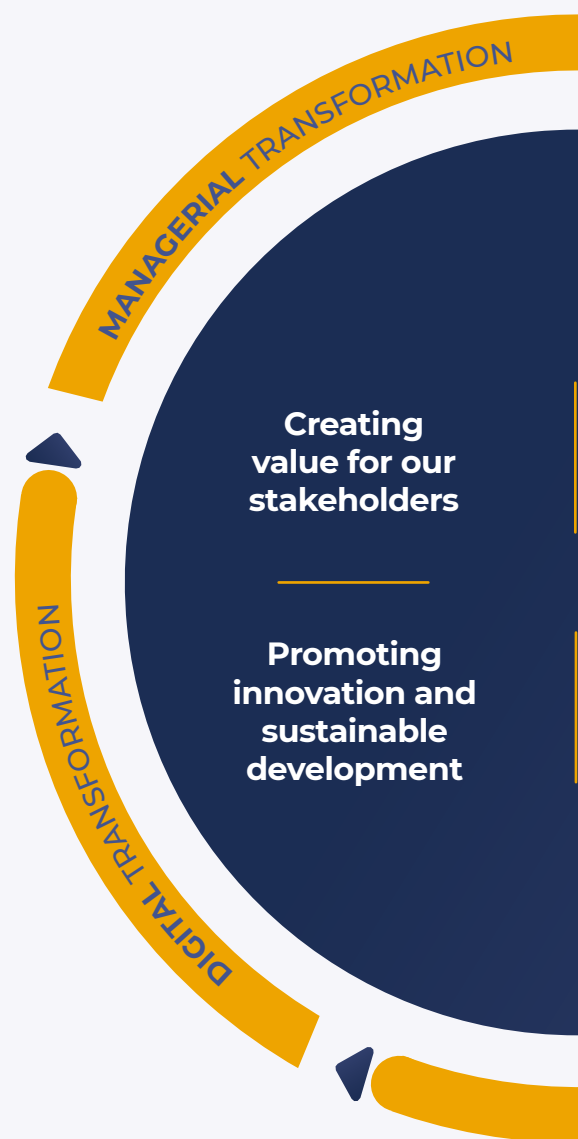 MANAGERIAL TRANSFORMATION
Creating
value for our
stakeholders
Promoting
innovation and
sustainable
development
DIGITAL TRANSFORMATION